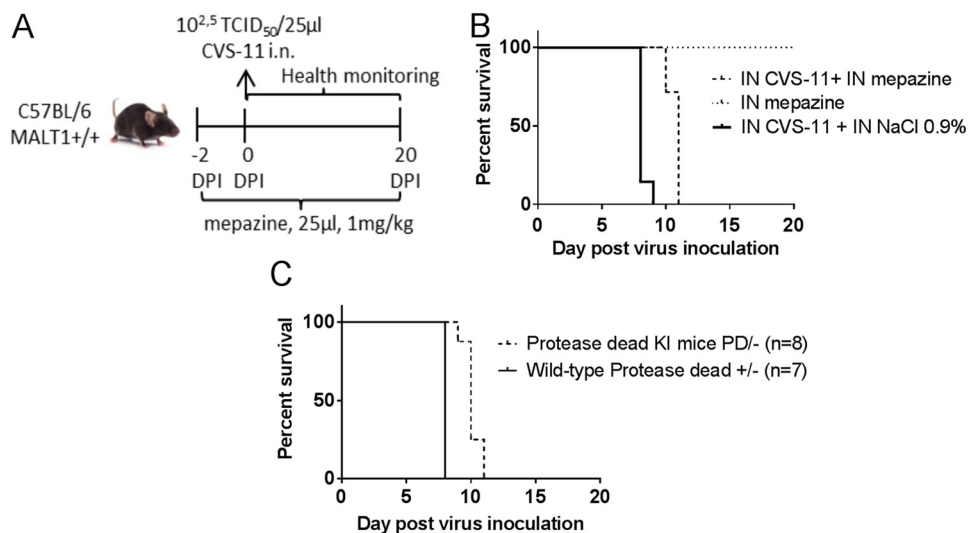 A
10^2,5 TCID50/25µl
CVS-11 i.n.
Health monitoring
C57BL/6
MALT1+/+
-2 0 20
DPI DPI DPI
mepazine, 25µl, 1mg/kg
B
Percent survival
100
50
0
0 5 10 15 20
Day post virus inoculation
IN CVS-11+ IN mepazine
IN mepazine
IN CVS-11 + IN NaCl 0.9%
C
Percent survival
100
50
0
0 5 10 15 20
Day post virus inoculation
Protease dead KI mice PD/- (n=8)
Wild-type Protease dead +/- (n=7)